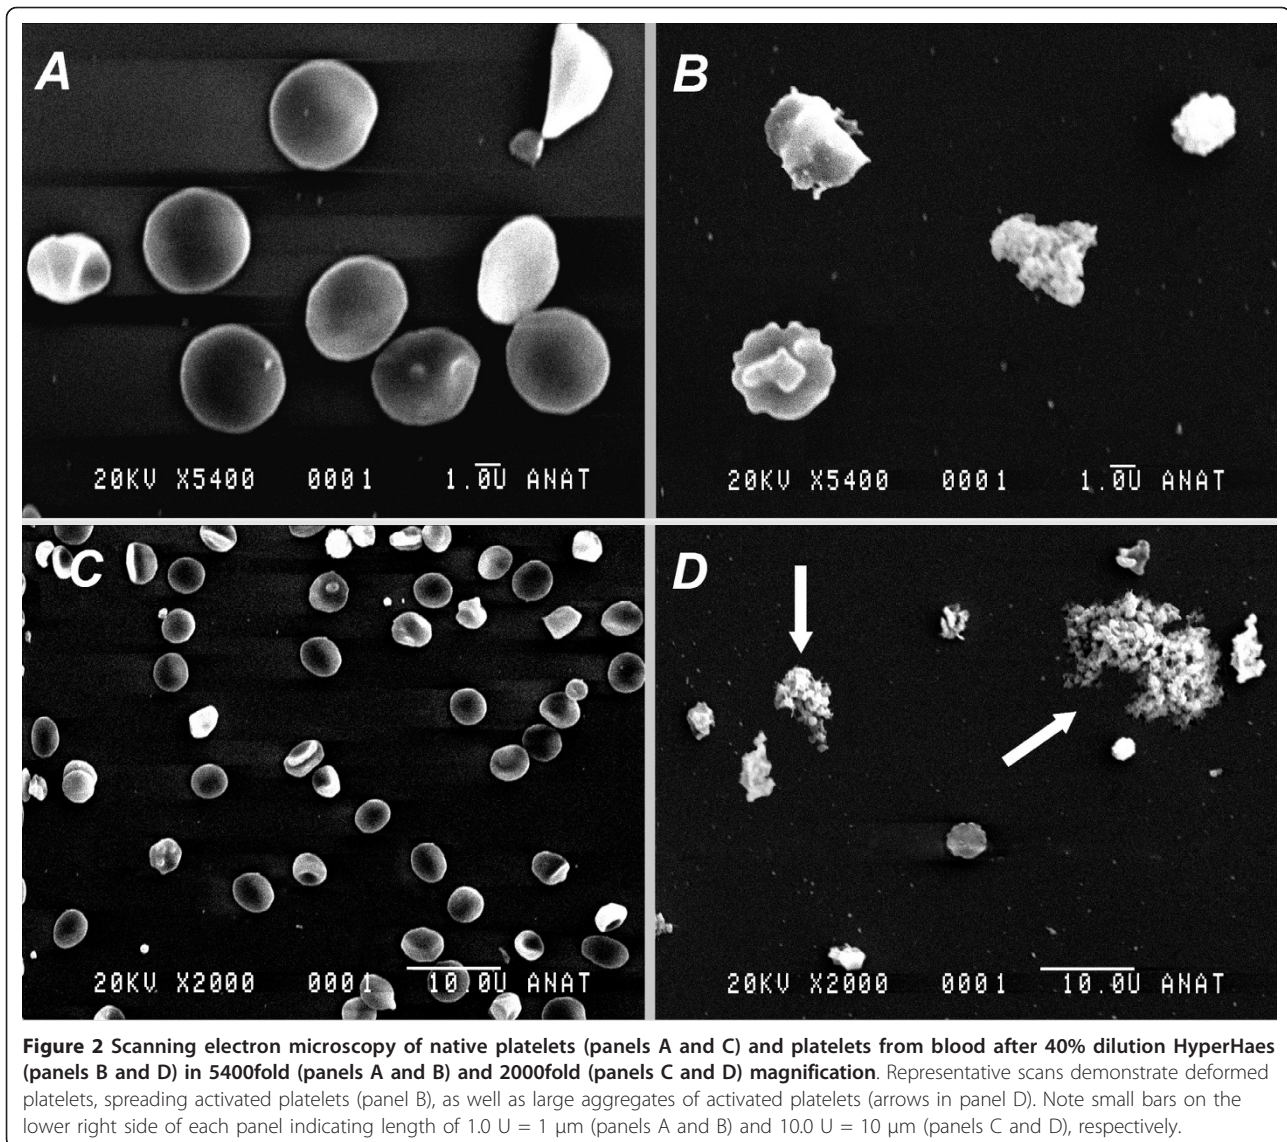 A
B
20KV X5400 0001 1.0U ANAT
20KV X5400 0001 1.0U ANAT
C
D
20KV X2000 0001 10.0U ANAT
20KV X2000 0001 10.0U ANAT
Figure 2 Scanning electron microscopy of native platelets (panels A and C) and platelets from blood after 40% dilution HyperHaes
(panels B and D) in 5400fold (panels A and B) and 2000fold (panels C and D) magnification. Representative scans demonstrate deformed
platelets, spreading activated platelets (panel B), as well as large aggregates of activated platelets (arrows in panel D). Note small bars on the
lower right side of each panel indicating length of 1.0 U = 1 μm (panels A and B) and 10.0 U = 10 μm (panels C and D), respectively.